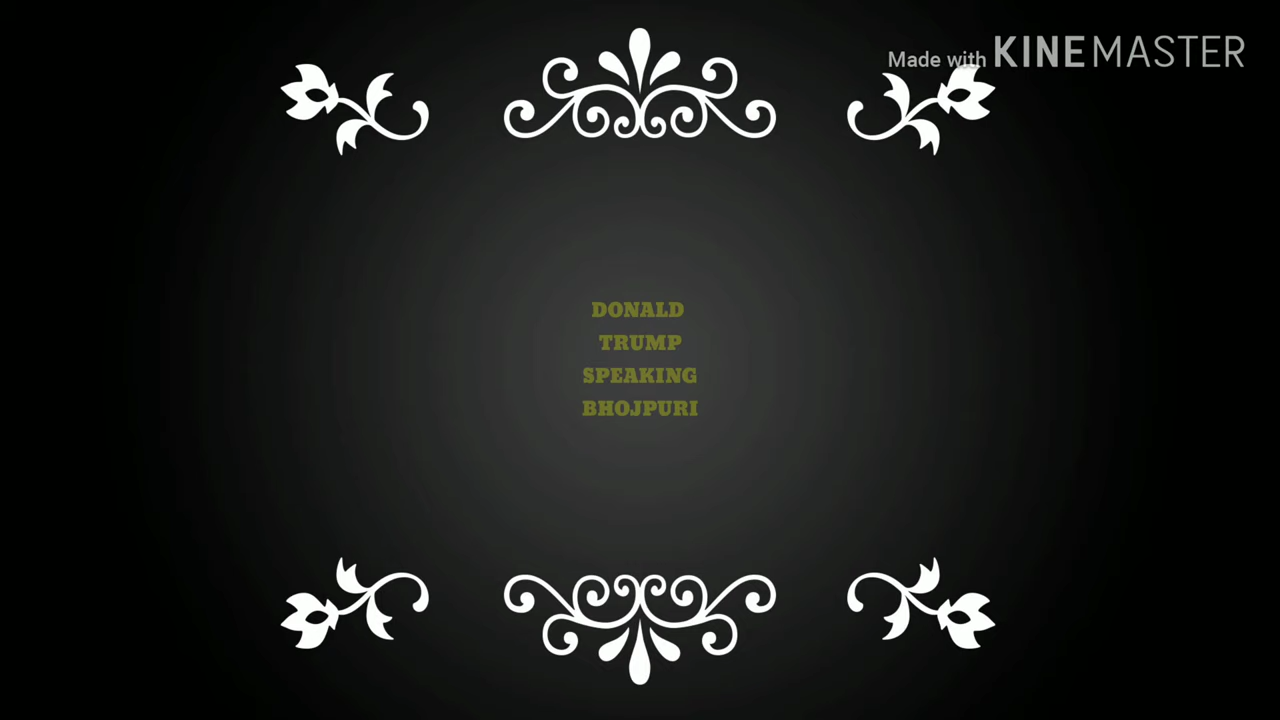 Made with KINEMASTER
DONALD
TRUMP
SPEAKING
BHOJPURI